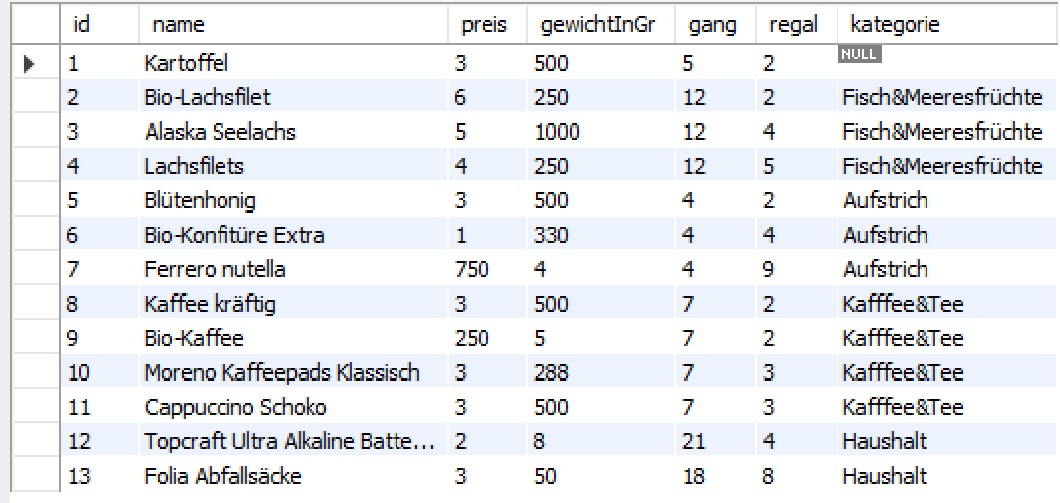 id name preis gewichtInGr gang regal kategorie
1 Kartoffel 3 500 5 2 NULL
2 Bio-Lachsfilet 6 250 12 2 Fisch&Meeresfrüchte
3 Alaska Seelachs 5 1000 12 4 Fisch&Meeresfrüchte
4 Lachsfilets 4 250 12 5 Fisch&Meeresfrüchte
5 Blütenhonig 3 500 4 2 Aufstrich
6 Bio-Konfitüre Extra 1 330 4 4 Aufstrich
7 Ferrero nutella 750 4 4 9 Aufstrich
8 Kaffee kräftig 3 500 7 2 Kafffee&Tee
9 Bio-Kaffee 250 5 7 2 Kafffee&Tee
10 Moreno Kaffeepads Klassisch 3 288 7 3 Kafffee&Tee
11 Cappuccino Schoko 3 500 7 3 Kafffee&Tee
12 Topcraft Ultra Alkaline Batte... 2 8 21 4 Haushalt
13 Folia Abfallsäcke 3 50 18 8 Haushalt